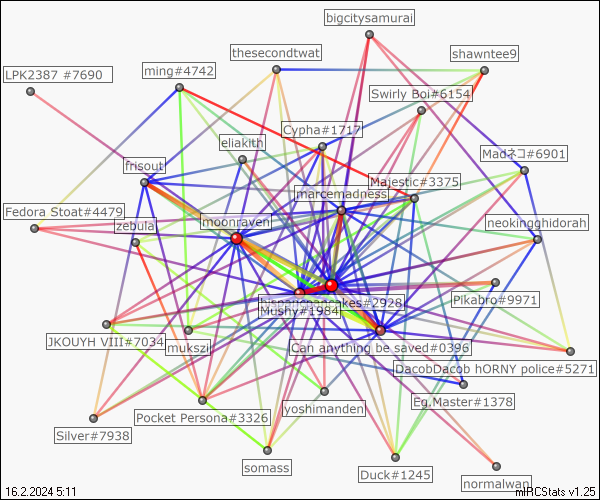 bigcitysamurai
thesecondtwat
shawntee9
LPK2387 #7690
ming#4742
Swirly Boi#6154
Cypha#1717
eliakith
Madネコ#6901
frisout
Majestic#3375
marcemadness
Fedora Stoat#4479
moonraven
zebula
neokingghidorah
#2928
Pikabro#9971
Mushy#1984
JKOUYH VIII#7034
mukszil
Can anything be saved#0396
DacobDacob hORNY police#5271
Eg.Master#1378
yoshimanden
Pocket Persona#3326
Silver#7938
somass
Duck#1245
normalwan
16.2.2024 5:11
mIRCStats v1.25